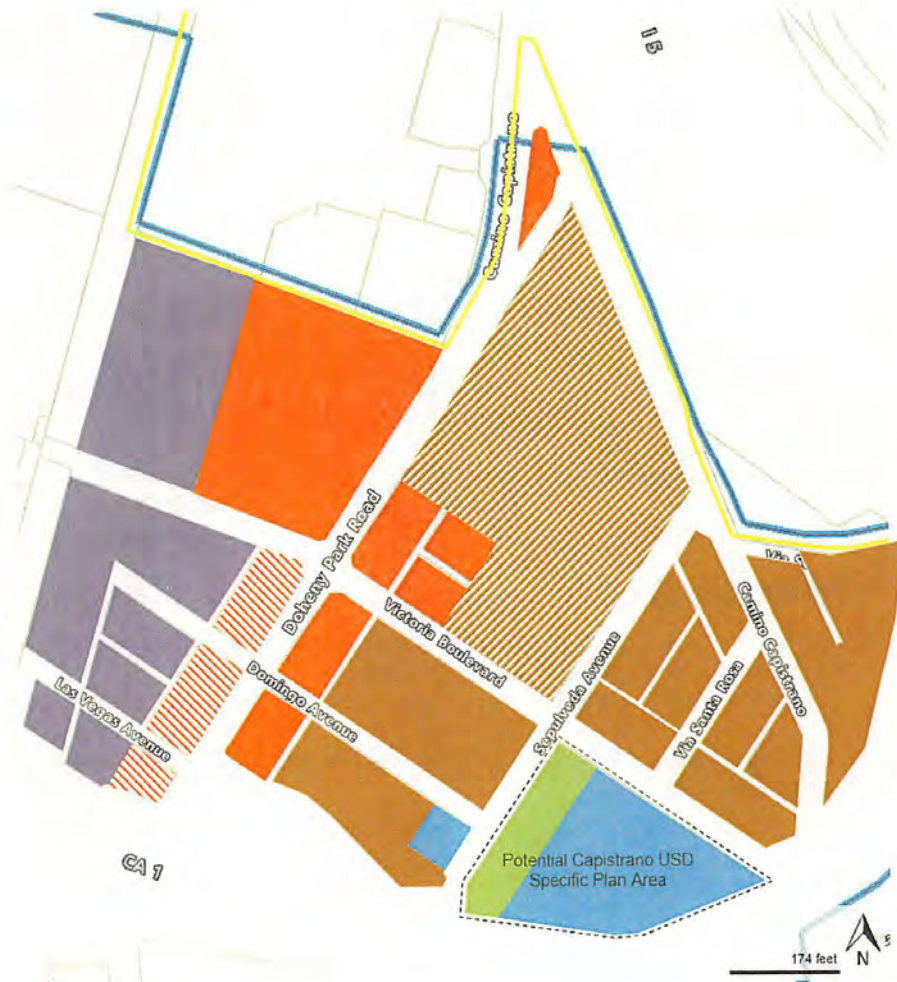 I 5
Camino Capistrano
Doheny Park Road
Victoria Boulevard
Via
Camino Capistrano
Sepulveda Avenue
Via Santa Rosa
Domingo Avenue
Las Vegas Avenue
CA 1
Potential Capistrano USD
Specific Plan Area
174 feet
N